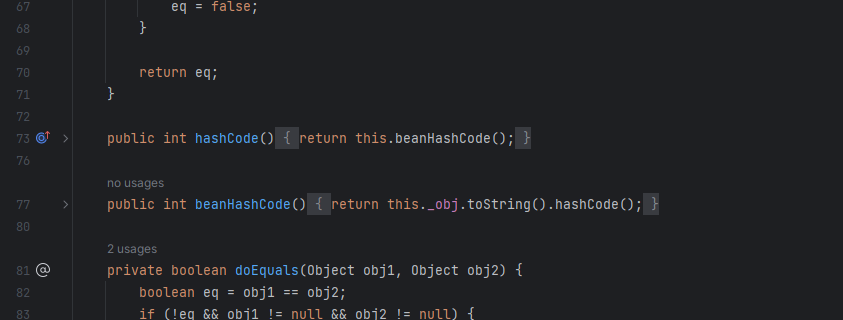 67 eq = false;
68 }
69
70 return eq;
71 }
72
73 public int hashCode() { return this.beanHashCode(); }
76
no usages
77 public int beanHashCode() { return this._obj.toString().hashCode(); }
80
2 usages
81 @ private boolean doEquals(Object obj1, Object obj2) {
82 boolean eq = obj1 == obj2;
83 if (!eq && obj1 != null && obj2 != null) {